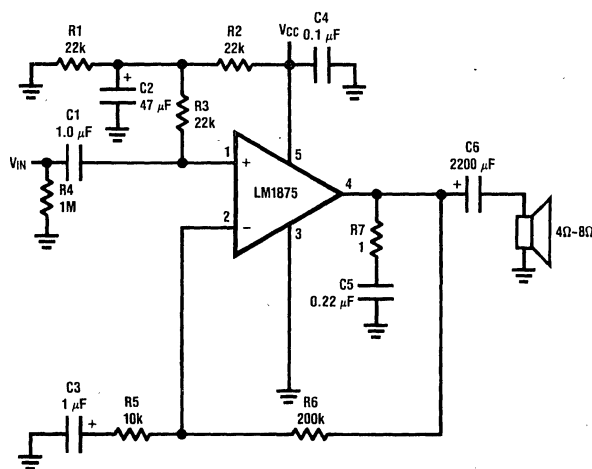 R1
22k
R2
22k
VCC
C4
0.1 μF
+
C2
47 μF
R3
22k
C1
1.0 μF
VIN
R4
1M
1
+
5
LM1875
4
2
−
3
C6
+ 2200 μF
R7
1
4Ω~8Ω
C5
0.22 μF
C3
1 μF
+
R5
10k
R6
200k